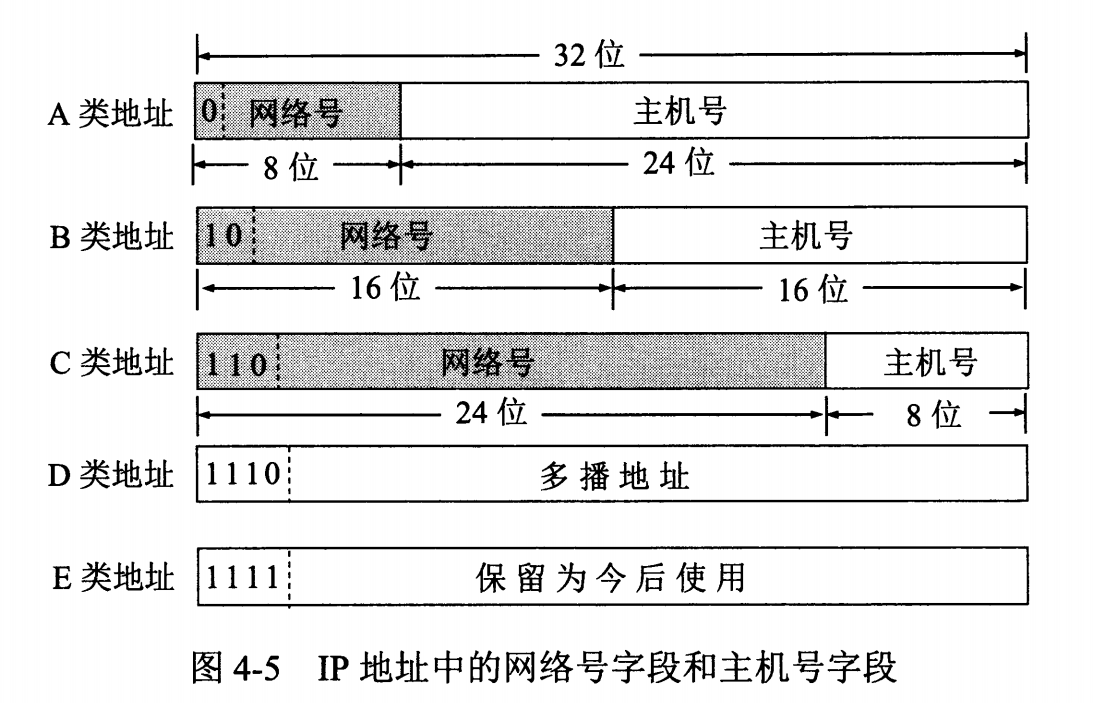 32 位
A 类地址 0 网络号 主机号
8 位 24 位
B 类地址 10 网络号 主机号
16 位 16 位
C 类地址 110 网络号 主机号
24 位 8 位
D 类地址 1110 多播地址
E 类地址 1111 保留为今后使用
图 4-5 IP 地址中的网络号字段和主机号字段